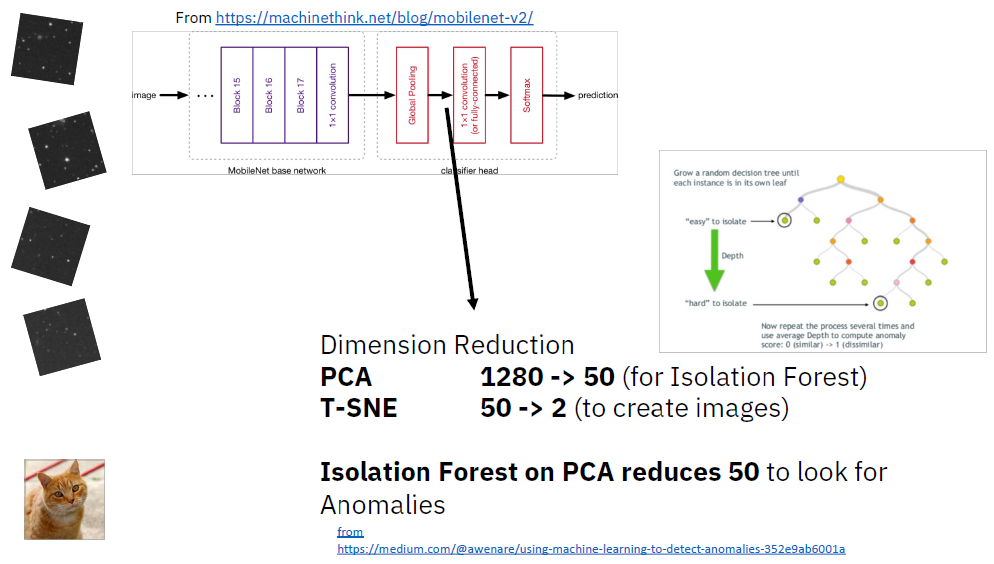 From https://machinethink.net/blog/mobilenet-v2/
image
...
Block 15
Block 16
Block 17
1x1 convolution
Global Pooling
1x1 convolution
(or fully-connected)
Softmax
prediction
MobileNet base network
classifier head
Grow a random decision tree until
each instance is in its own leaf
"easy" to isolate
Depth
"hard" to isolate
Now repeat the process several times and
use average Depth to compute anomaly
score: 0 (similar) -> 1 (dissimilar)
Dimension Reduction
PCA 1280 -> 50 (for Isolation Forest)
T-SNE 50 -> 2 (to create images)
Isolation Forest on PCA reduces 50 to look for
Anomalies
from
https://medium.com/@awenare/using-machine-learning-to-detect-anomalies-352e9ab6001a